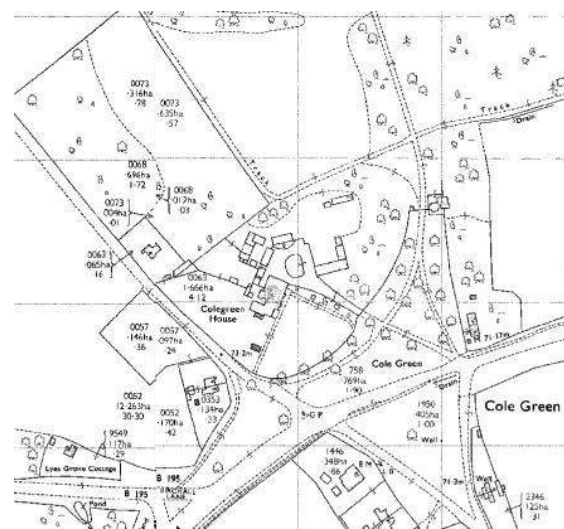 0073
·316ha
·78
0073
·635ha
·57
Track
Track
Drain
0068
·696ha
1·72
0068
·012ha
·03
0073
·004ha
·01
0063
·065ha
·16
0063
1·666ha
4·12
Colegreen
House
0057
·146ha
·36
0057
·097ha
·24
71·2m
71·17m
Cole Green
758
·769ha
1·90
Drain
1956
·405ha
1·00
Well
Cole Green
0052
12·263ha
30·30
0052
·170ha
·42
0353
·134ha
·33
9549
·117ha
·29
Lyes Grove Cottage
B 195
B 195
BIRCHALL
LANE
Pond
1446
·348ha
·86
71·3m
Well
2346
·125ha
·31